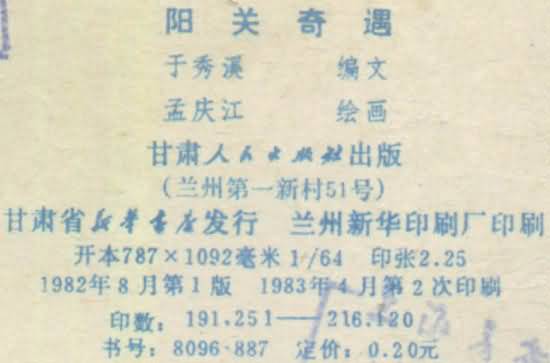 阳关奇遇
于秀溪 编文
孟庆江 绘画
甘肃人民出版社出版
(兰州第一新村51号)
甘肃省新华书店发行 兰州新华印刷厂印刷
开本787×1092毫米 1/64 印张2.25
1982年8月第1版 1983年4月第2次印刷
印数：191,251—216,120
书号：8096·887 定价：0.20元